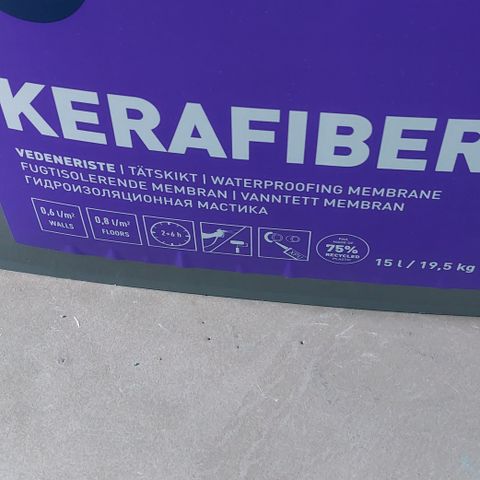 KERAFIBER
VEDENERISTE | TÄTSKIKT | WATERPROOFING MEMBRANE
FUGTISOLERENDE MEMBRAN | VANNTETT MEMBRAN
ГИДРОИЗОЛЯЦИОННАЯ МАСТИКА
0,6 l/m²
WALLS
0,8 l/m²
FLOORS
2-6 h
75%
RECYCLED
PLASTIC
15 l / 19,5 kg